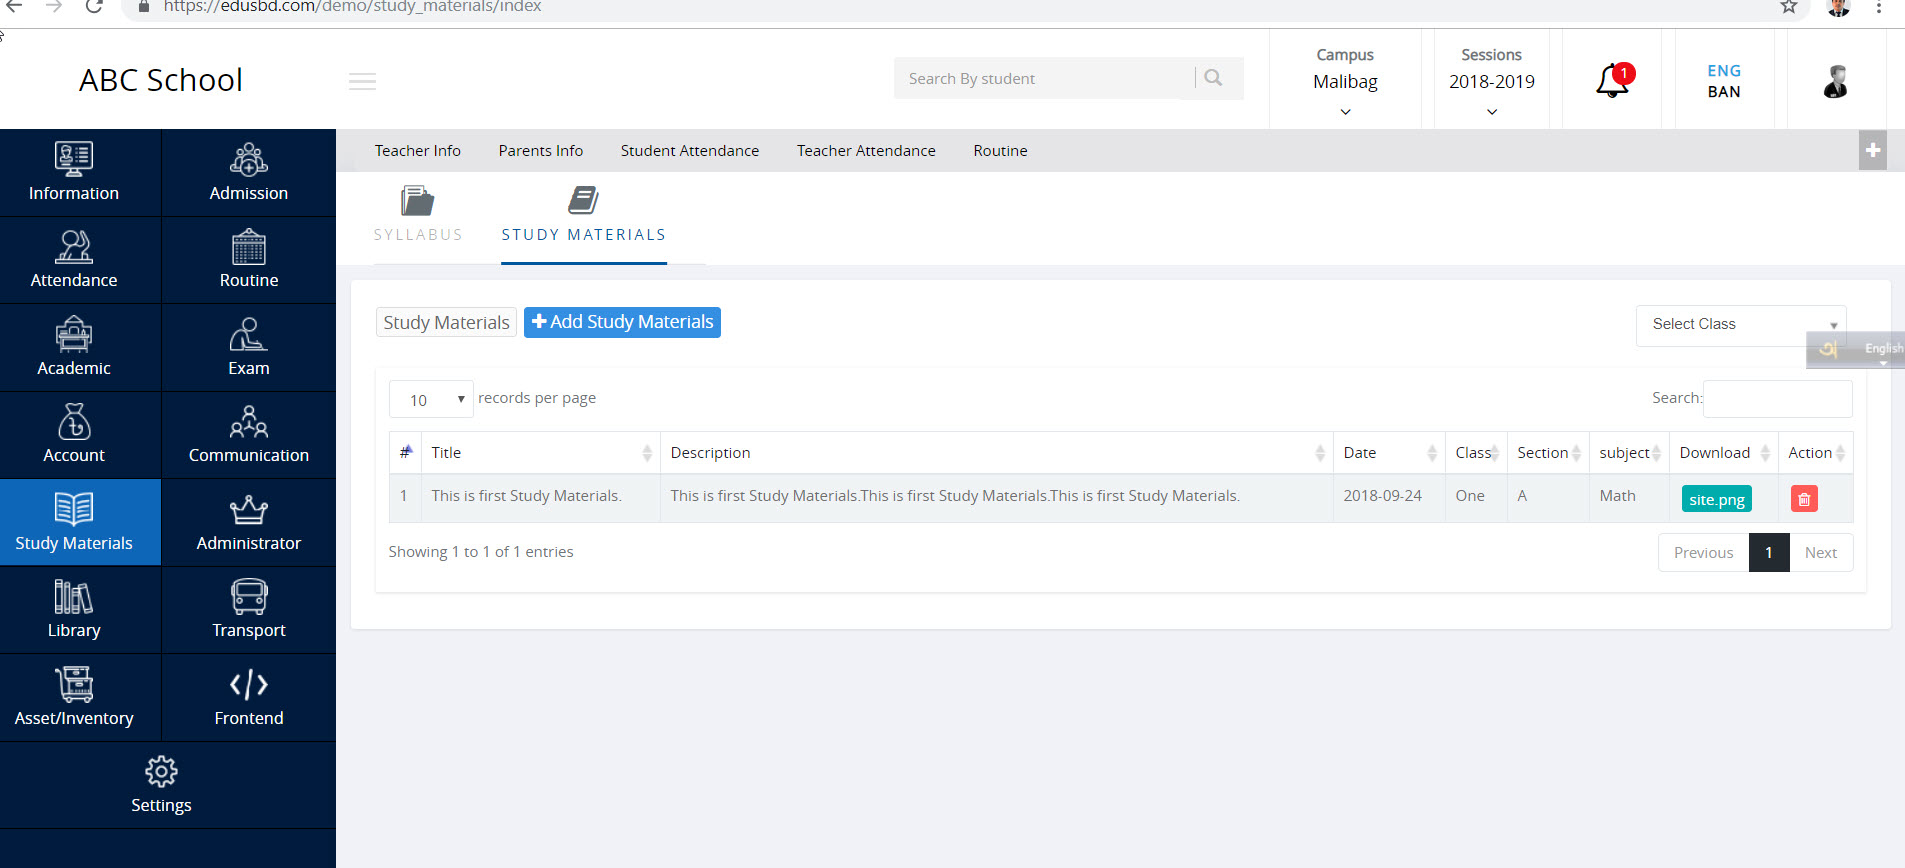 https://edusbd.com/demo/study_materials/index
ABC School
Search By student
Campus
Malibag
Sessions
2018-2019
1
ENG
BAN
Information
Admission
Attendance
Routine
Academic
Exam
Account
Communication
Study Materials
Administrator
Library
Transport
Asset/Inventory
Frontend
Settings
Teacher Info Parents Info Student Attendance Teacher Attendance Routine
SYLLABUS STUDY MATERIALS
Study Materials Add Study Materials
Select Class
অ English
10 records per page
Search:
# Title Description Date Class Section subject Download Action
1 This is first Study Materials. This is first Study Materials.This is first Study Materials.This is first Study Materials. 2018-09-24 One A Math site.png
Showing 1 to 1 of 1 entries
Previous 1 Next